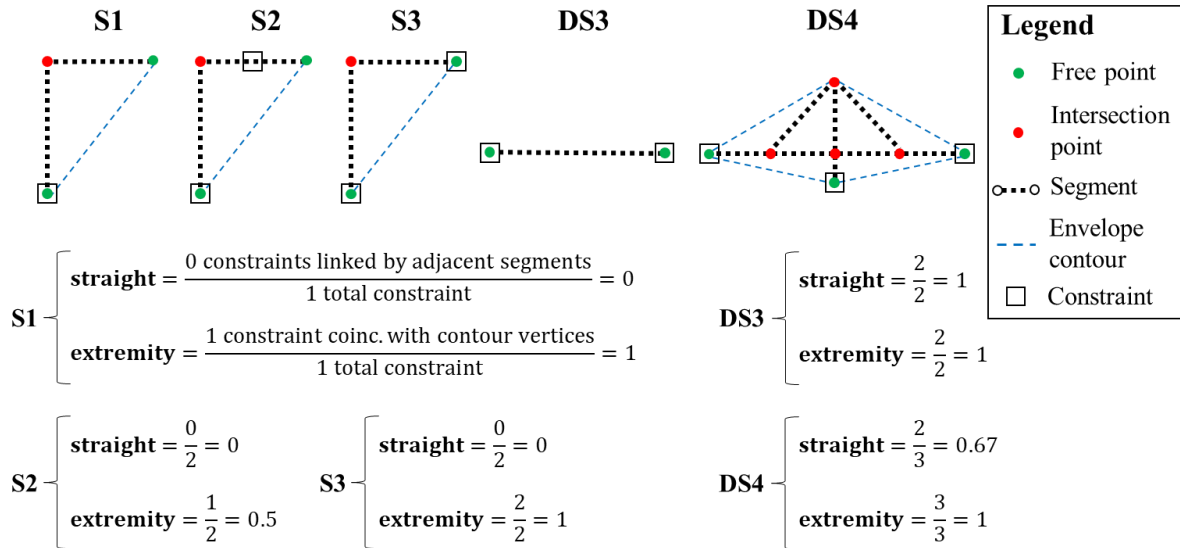 S1 S2 S3 DS3 DS4
Legend
Free point
Intersection
point
Segment
Envelope
contour
Constraint
S1
straight = 0 constraints linked by adjacent segments / 1 total constraint = 0
extremity = 1 constraint coinc. with contour vertices / 1 total constraint = 1
DS3
straight = 2/2 = 1
extremity = 2/2 = 1
S2
straight = 0/2 = 0
extremity = 1/2 = 0.5
S3
straight = 0/2 = 0
extremity = 2/2 = 1
DS4
straight = 2/3 = 0.67
extremity = 3/3 = 1